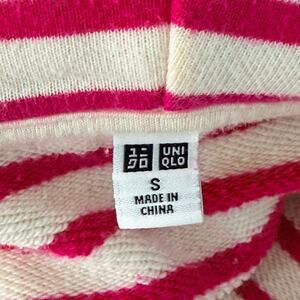 ユニ UNI
クロ QLO
S
MADE IN
CHINA